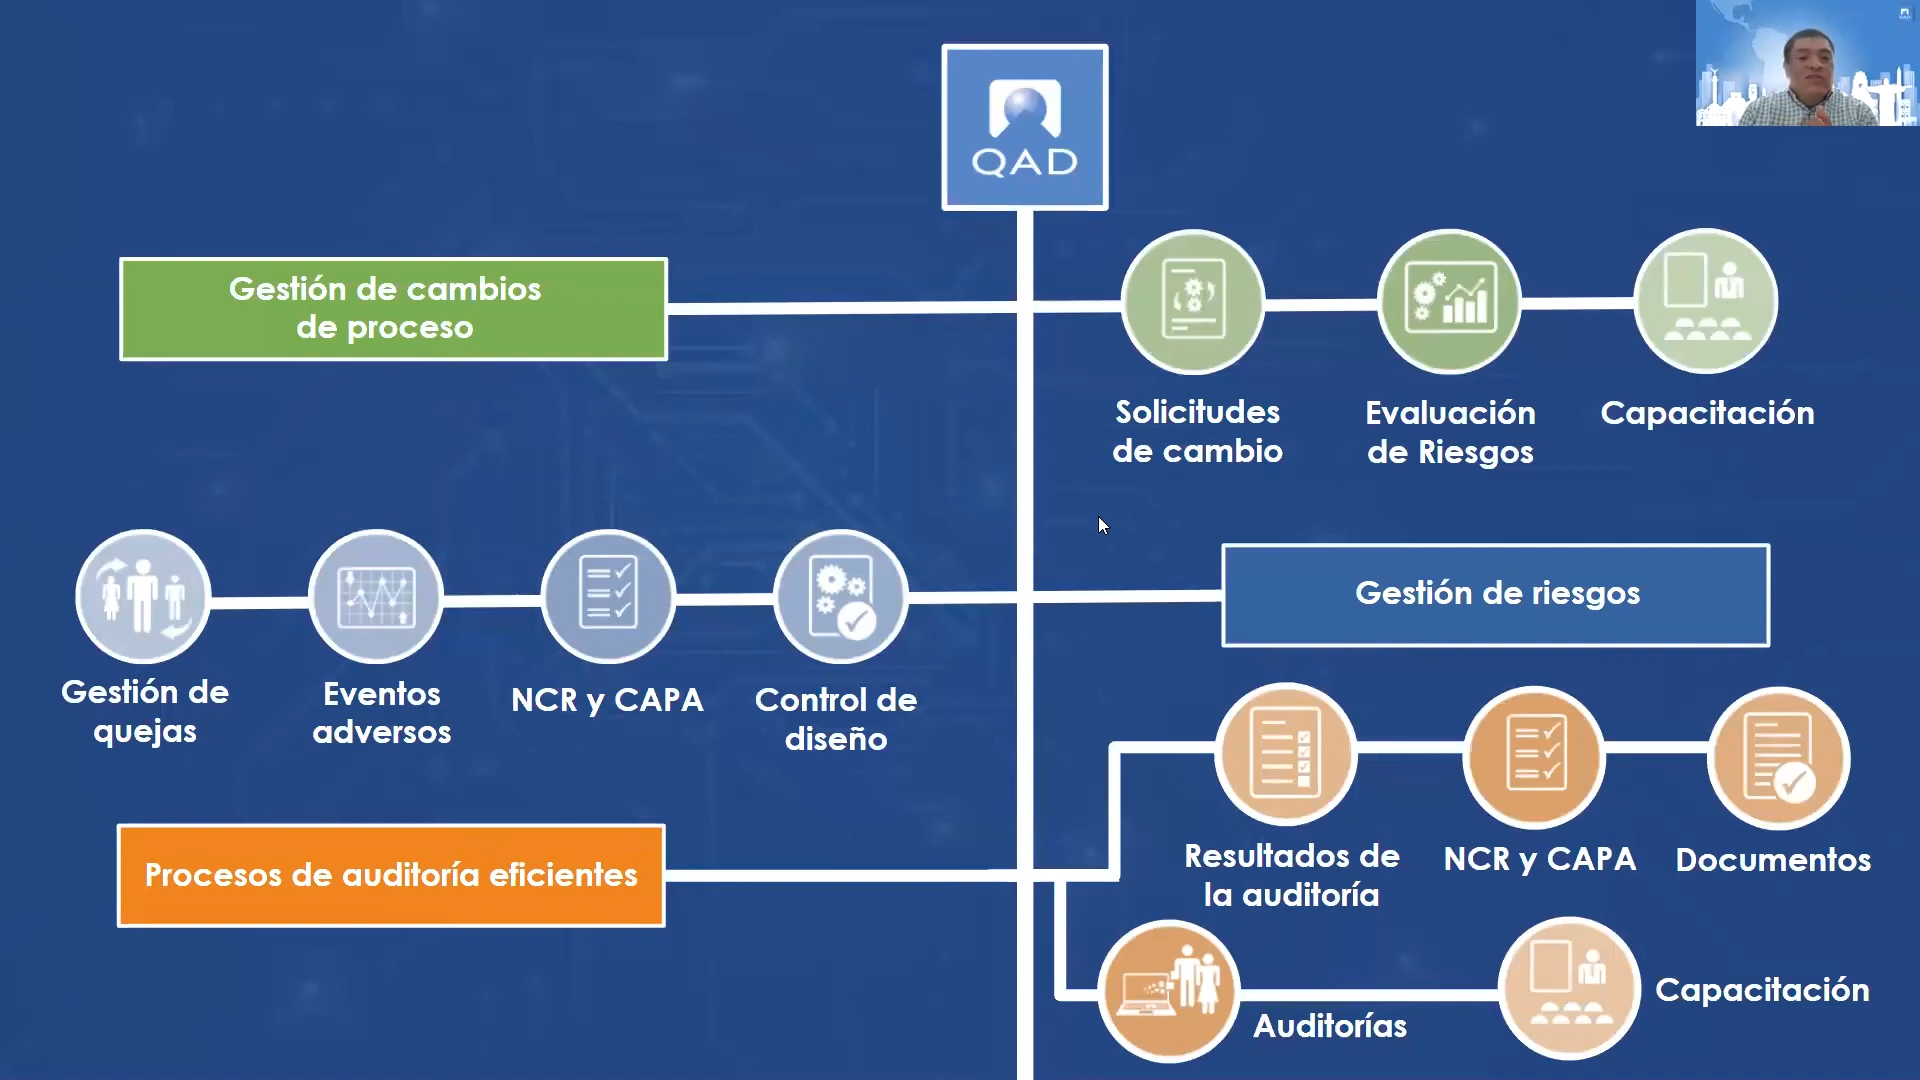 QAD
Gestión de cambios
de proceso
Solicitudes
de cambio
Evaluación
de Riesgos
Capacitación
Gestión de riesgos
Gestión de
quejas
Eventos
adversos
NCR y CAPA
Control de
diseño
Procesos de auditoría eficientes
Resultados de
la auditoría
NCR y CAPA
Documentos
Auditorías
Capacitación